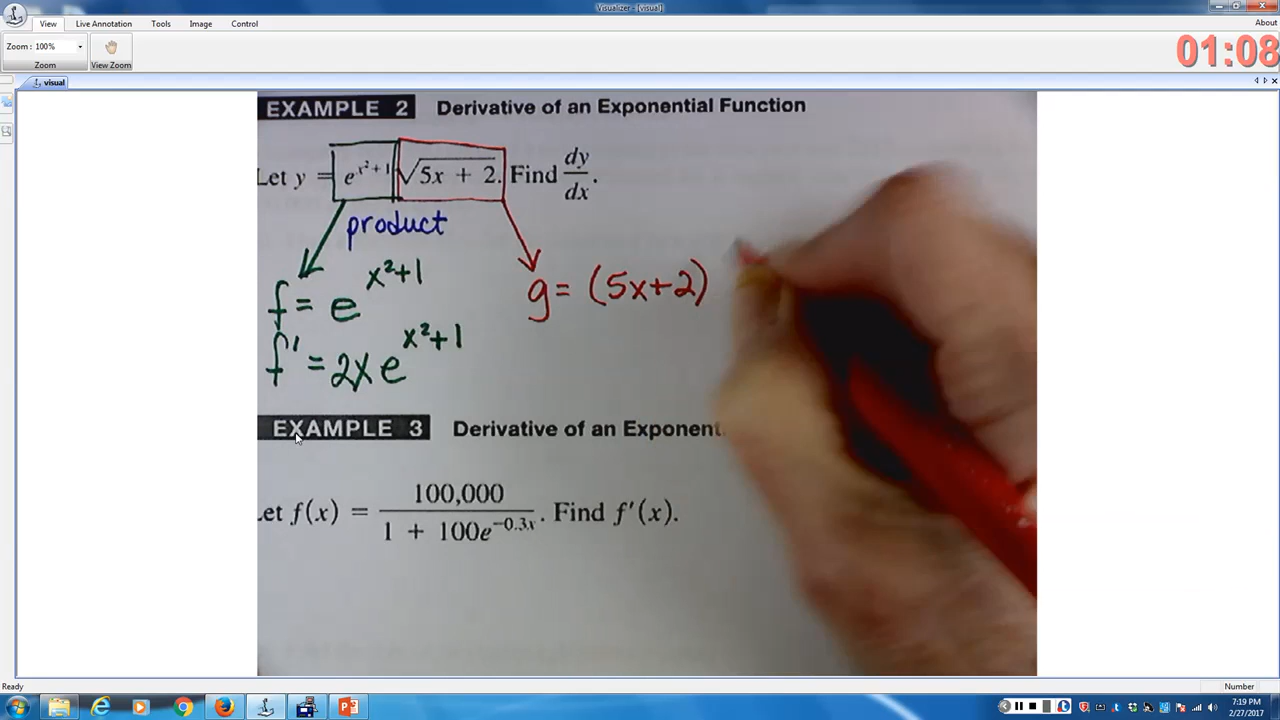 Visualizer - [visual]
View Live Annotation Tools Image Control About
Zoom : 100%
View Zoom
Zoom
View
01:08
visual
EXAMPLE 2 Derivative of an Exponential Function
Let y = e^{x²+1} √(5x + 2). Find dy/dx.
product
f = e^{x²+1}
g = (5x+2)
f' = 2x e^{x²+1}
EXAMPLE 3 Derivative of an Exponent
Let f(x) = 100,000 / (1 + 100e^{−0.3x}). Find f′(x).
Ready
Number
7:19 PM
2/27/2017